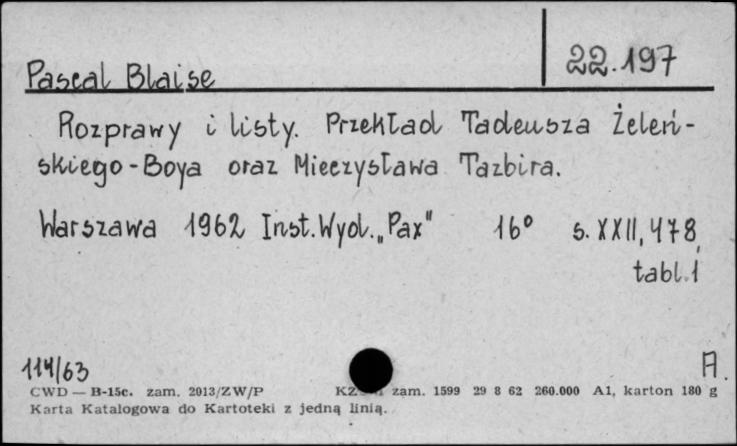 Pascal Blaise 22.197
Rozprawy i listy. Przekład Tadeusza Żeleń-
skiego-Boya oraz Mieczysława Tazbira.
Warszawa 1962 Inst.Wyd.„Pax" 16° s.XXII,478,
tabl.1
114/63 A.
CWD — B-15c. zam. 2013/ZW/P zam. 1599 29 8 62 260.000 A1, karton 180 g
Karta Katalogowa do Kartoteki z jedną linią.